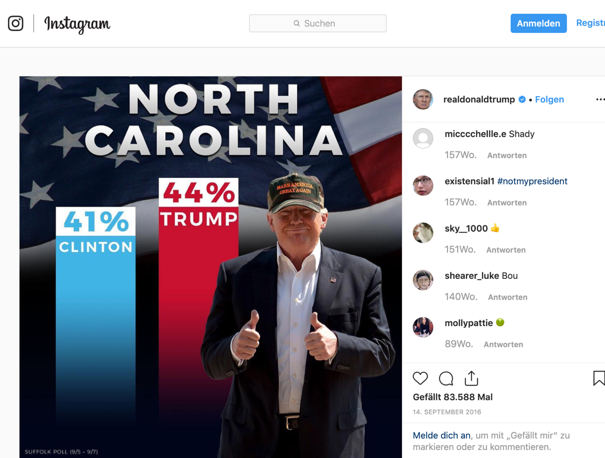 Instagram
Suchen
Anmelden
Registr
NORTH
CAROLINA
41%
CLINTON
44%
TRUMP
MAKE AMERICA
GREAT AGAIN
SUFFOLK POLL (9/5 – 9/7)
realdonaldtrump • Folgen
micccchellle.e Shady
157Wo. Antworten
existensial1 #notmypresident
157Wo. Antworten
sky__1000 👍
151Wo. Antworten
shearer_luke Bou
140Wo. Antworten
mollypattie 🤢
89Wo. Antworten
Gefällt 83.588 Mal
14. SEPTEMBER 2016
Melde dich an, um mit „Gefällt mir“ zu
markieren oder zu kommentieren.